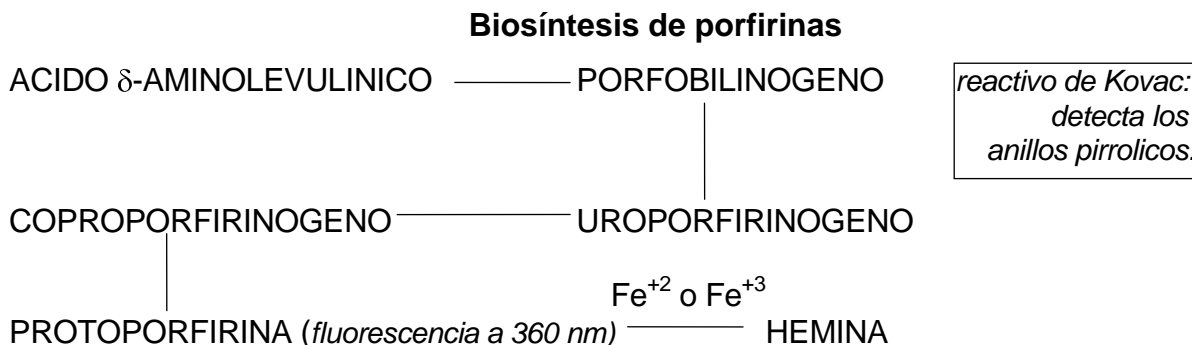 Biosíntesis de porfirinas
ACIDO δ-AMINOLEVULINICO PORFOBILINOGENO
reactivo de Kovac:
detecta los
anillos pirrolicos.
COPROPORFIRINOGENO UROPORFIRINOGENO
Fe+2 o Fe+3
PROTOPORFIRINA (fluorescencia a 360 nm) HEMINA